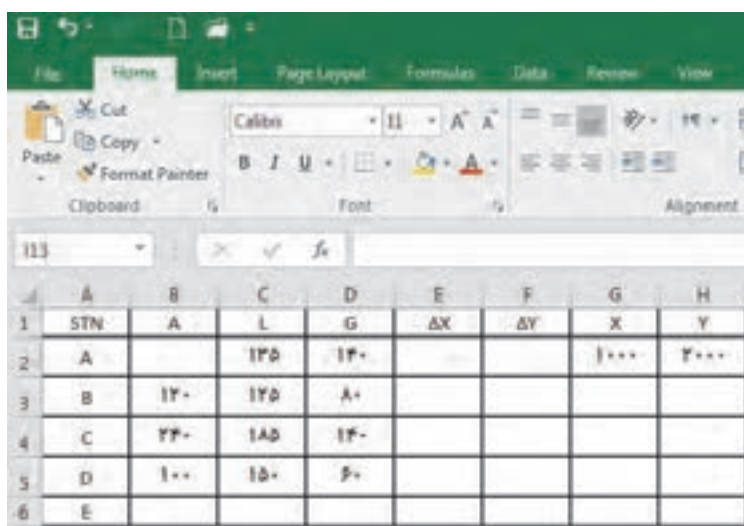 File Home Insert Page Layout Formulas Data Review View
Cut
Copy
Format Painter
Paste
Calibri 11 A A
B I U A
Clipboard Font Alignment
I13 fx
A B C D E F G H
1 STN A L G ΔX ΔY X Y
2 A ۱۳۵ ۱۴۰ ۱۰۰۰ ۲۰۰۰
3 B ۱۲۰ ۱۲۵ ۸۰
4 C ۲۴۰ ۱۸۵ ۱۴۰
5 D ۱۰۰ ۱۵۰ ۶۰
6 E